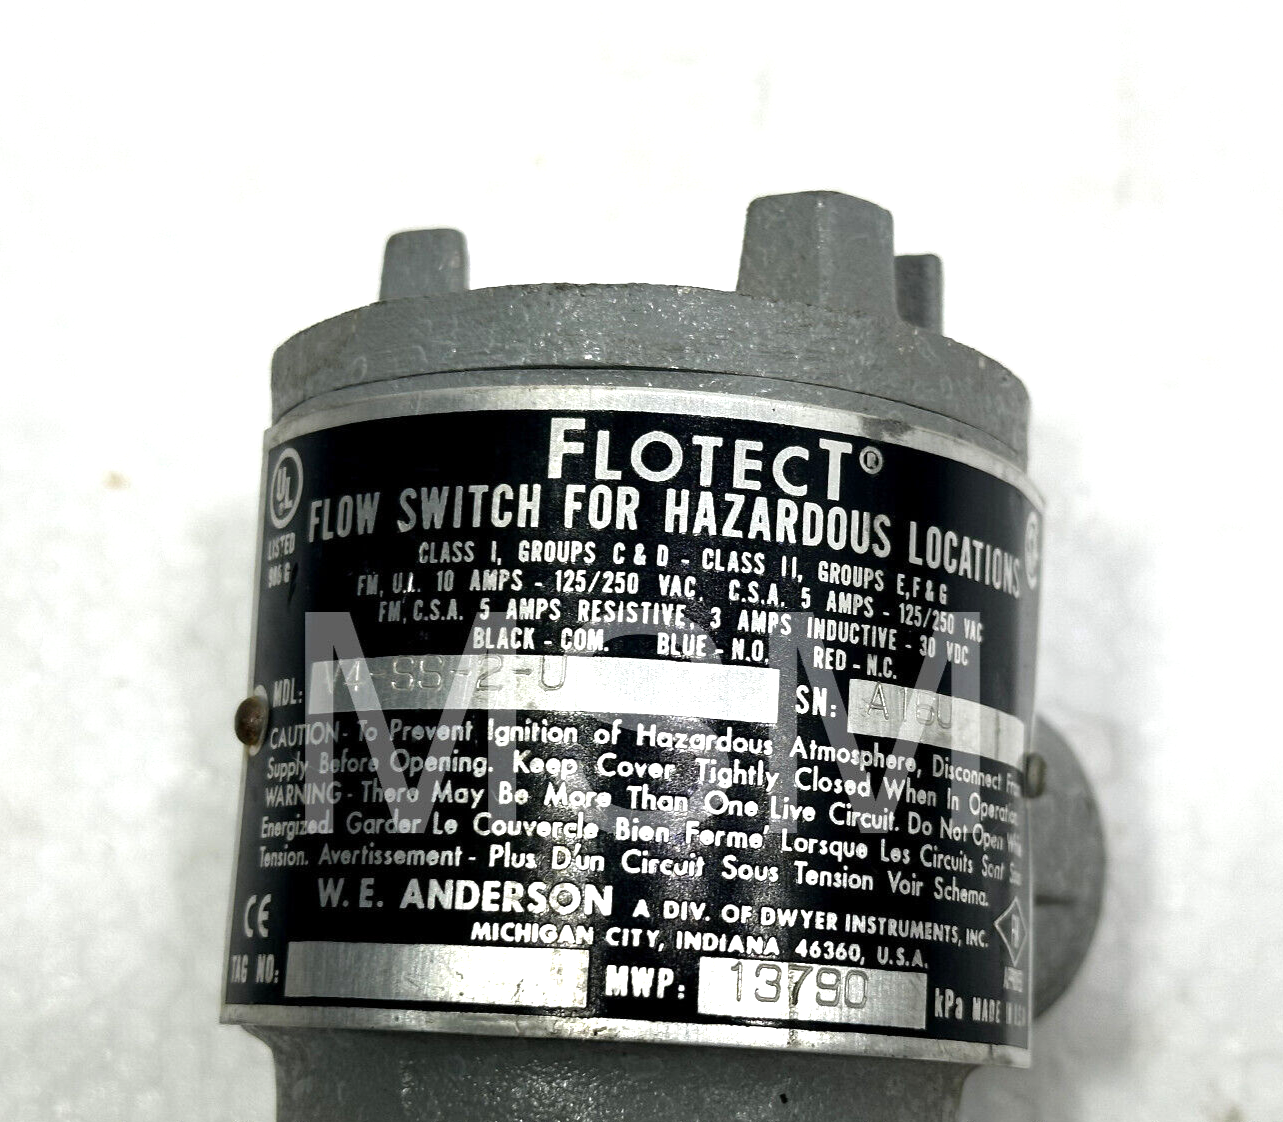 FLOTECT®
UL
LISTED
FLOW SWITCH FOR HAZARDOUS LOCATIONS
CLASS I, GROUPS C & D - CLASS II, GROUPS E,F & G
FM, U.L. 10 AMPS - 125/250 VAC. C.S.A. 5 AMPS - 125/250 VAC
FM, C.S.A. 5 AMPS RESISTIVE, 3 AMPS INDUCTIVE - 30 VDC
BLACK - COM. BLUE - N.O. RED - N.C.
MDL: V4-SS-2-U SN:
CAUTION - To Prevent Ignition of Hazardous Atmosphere, Disconnect From
Supply Before Opening. Keep Cover Tightly Closed When In Operation.
WARNING - There May Be More Than One Live Circuit. Do Not Open While
Energized. Garder Le Couvercle Bien Ferme' Lorsque Les Circuits Sont Sous
Tension. Avertissement - Plus D'un Circuit Sous Tension Voir Schema.
CE
W. E. ANDERSON A DIV. OF DWYER INSTRUMENTS, INC.
MICHIGAN CITY, INDIANA 46360, U.S.A.
TAG NO: MWP: 13790 kPa MADE IN
MCM